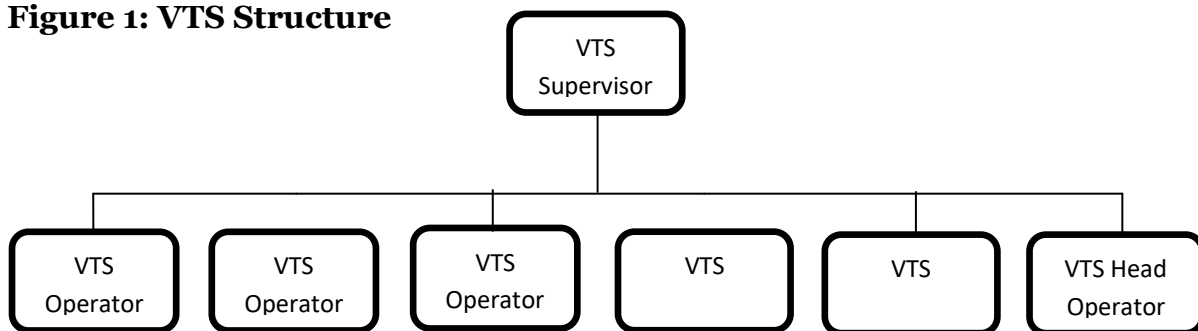 Figure 1: VTS Structure
VTS
Supervisor
VTS
Operator
VTS
Operator
VTS
Operator
VTS
VTS
VTS Head
Operator